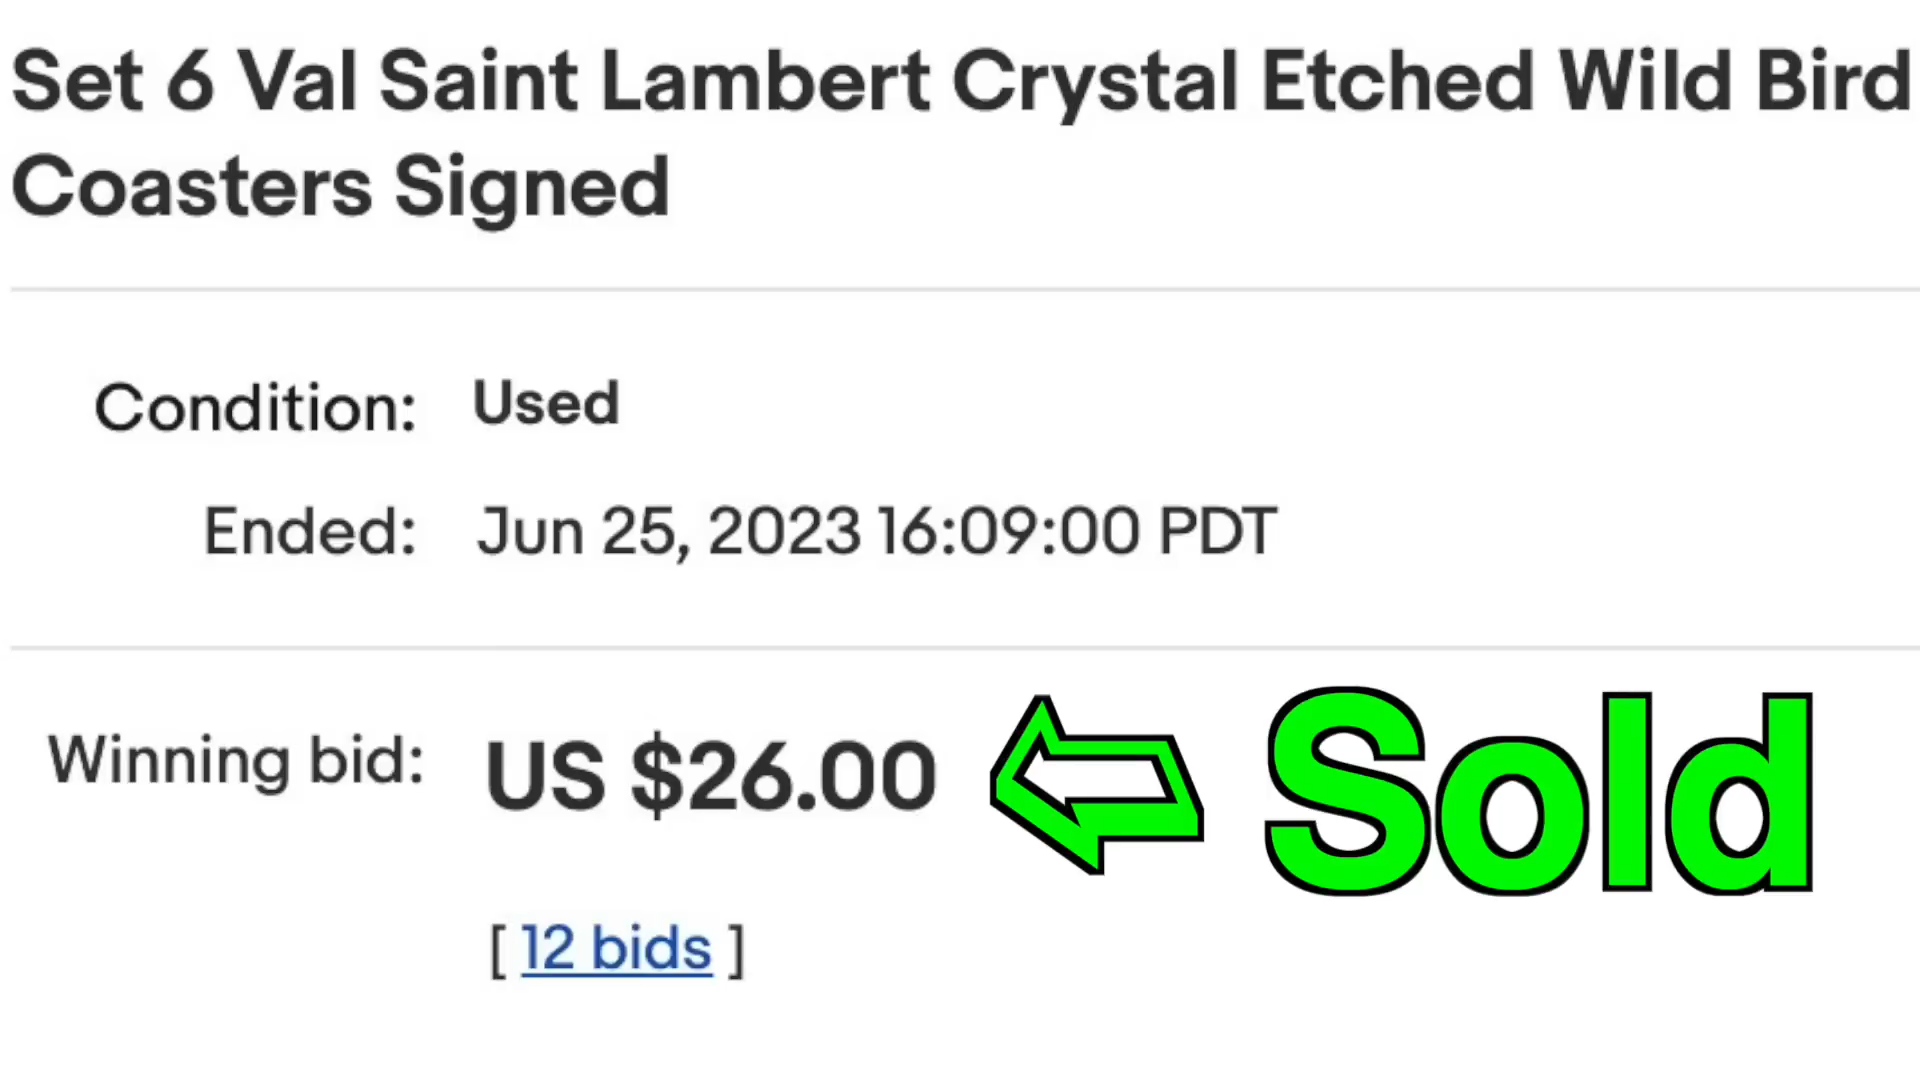 Set 6 Val Saint Lambert Crystal Etched Wild Bird
Coasters Signed
Condition: Used
Ended: Jun 25, 2023 16:09:00 PDT
Winning bid: US $26.00 Sold
[ 12 bids ]